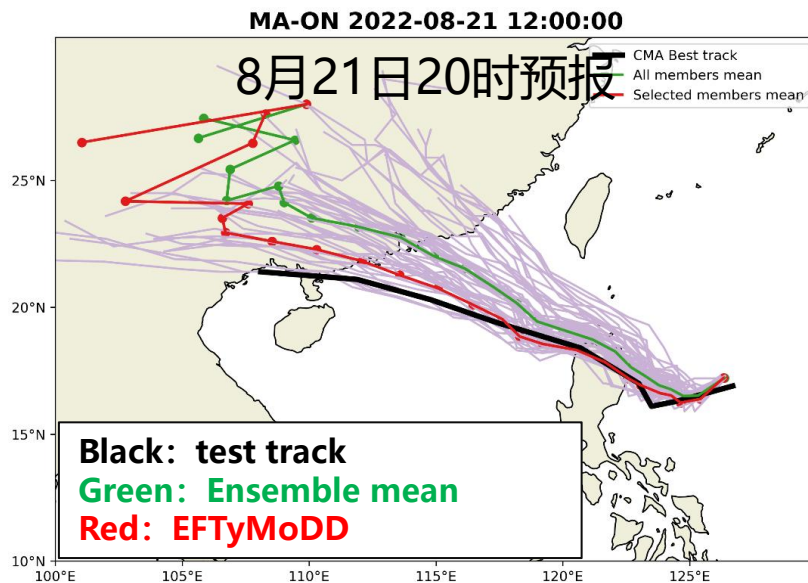 MA-ON 2022-08-21 12:00:00
8月21日20时预报
CMA Best track
All members mean
Selected members mean
25°N
20°N
15°N
10°N
Black：test track
Green：Ensemble mean
Red：EFTyMoDD
100°E
105°E
110°E
115°E
120°E
125°E